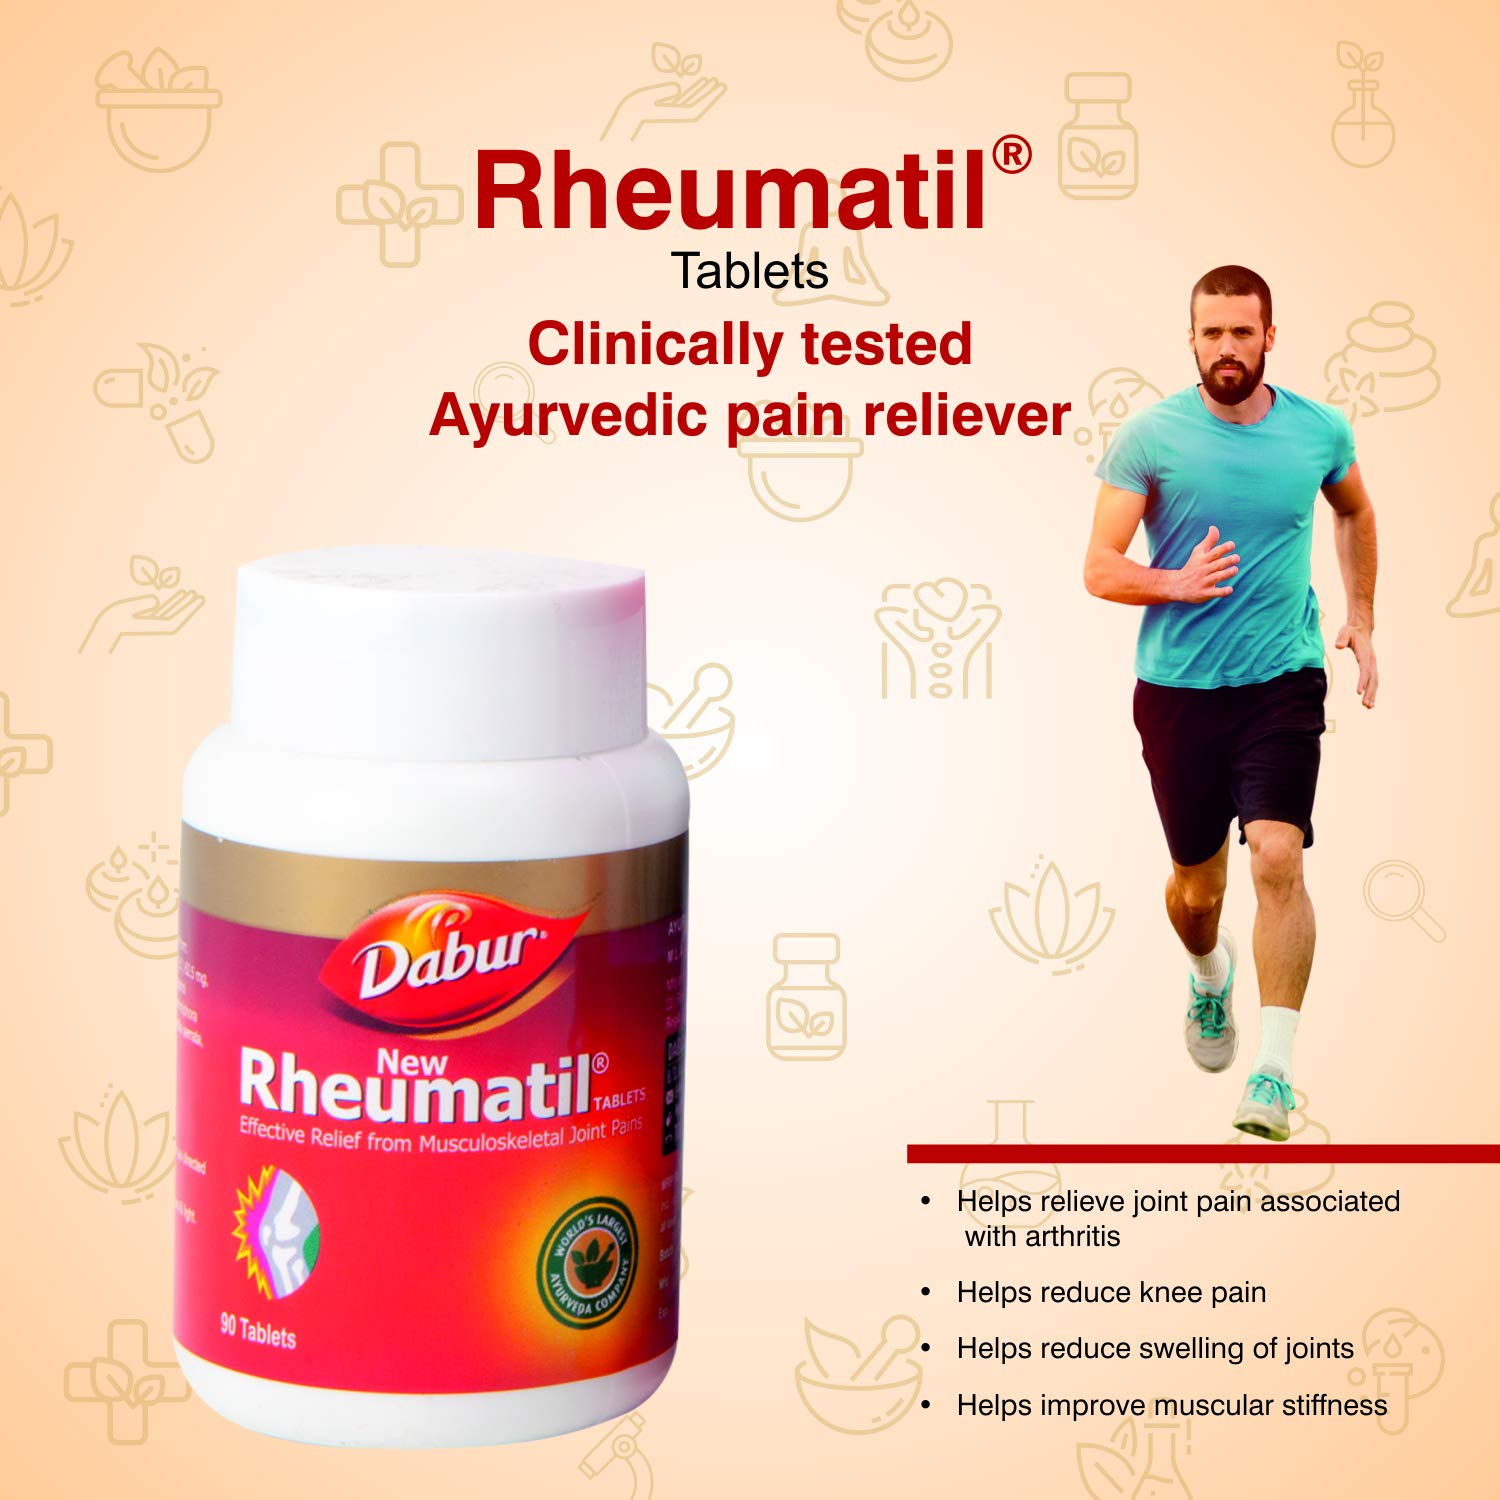 Rheumatil®
Tablets
Clinically tested
Ayurvedic pain reliever
Dabur
New
Rheumatil®
TABLETS
Effective Relief from Musculoskeletal Joint Pains
WORLD'S LARGEST
AYURVEDA COMPANY
90 Tablets
• Helps relieve joint pain associated
with arthritis
• Helps reduce knee pain
• Helps reduce swelling of joints
• Helps improve muscular stiffness